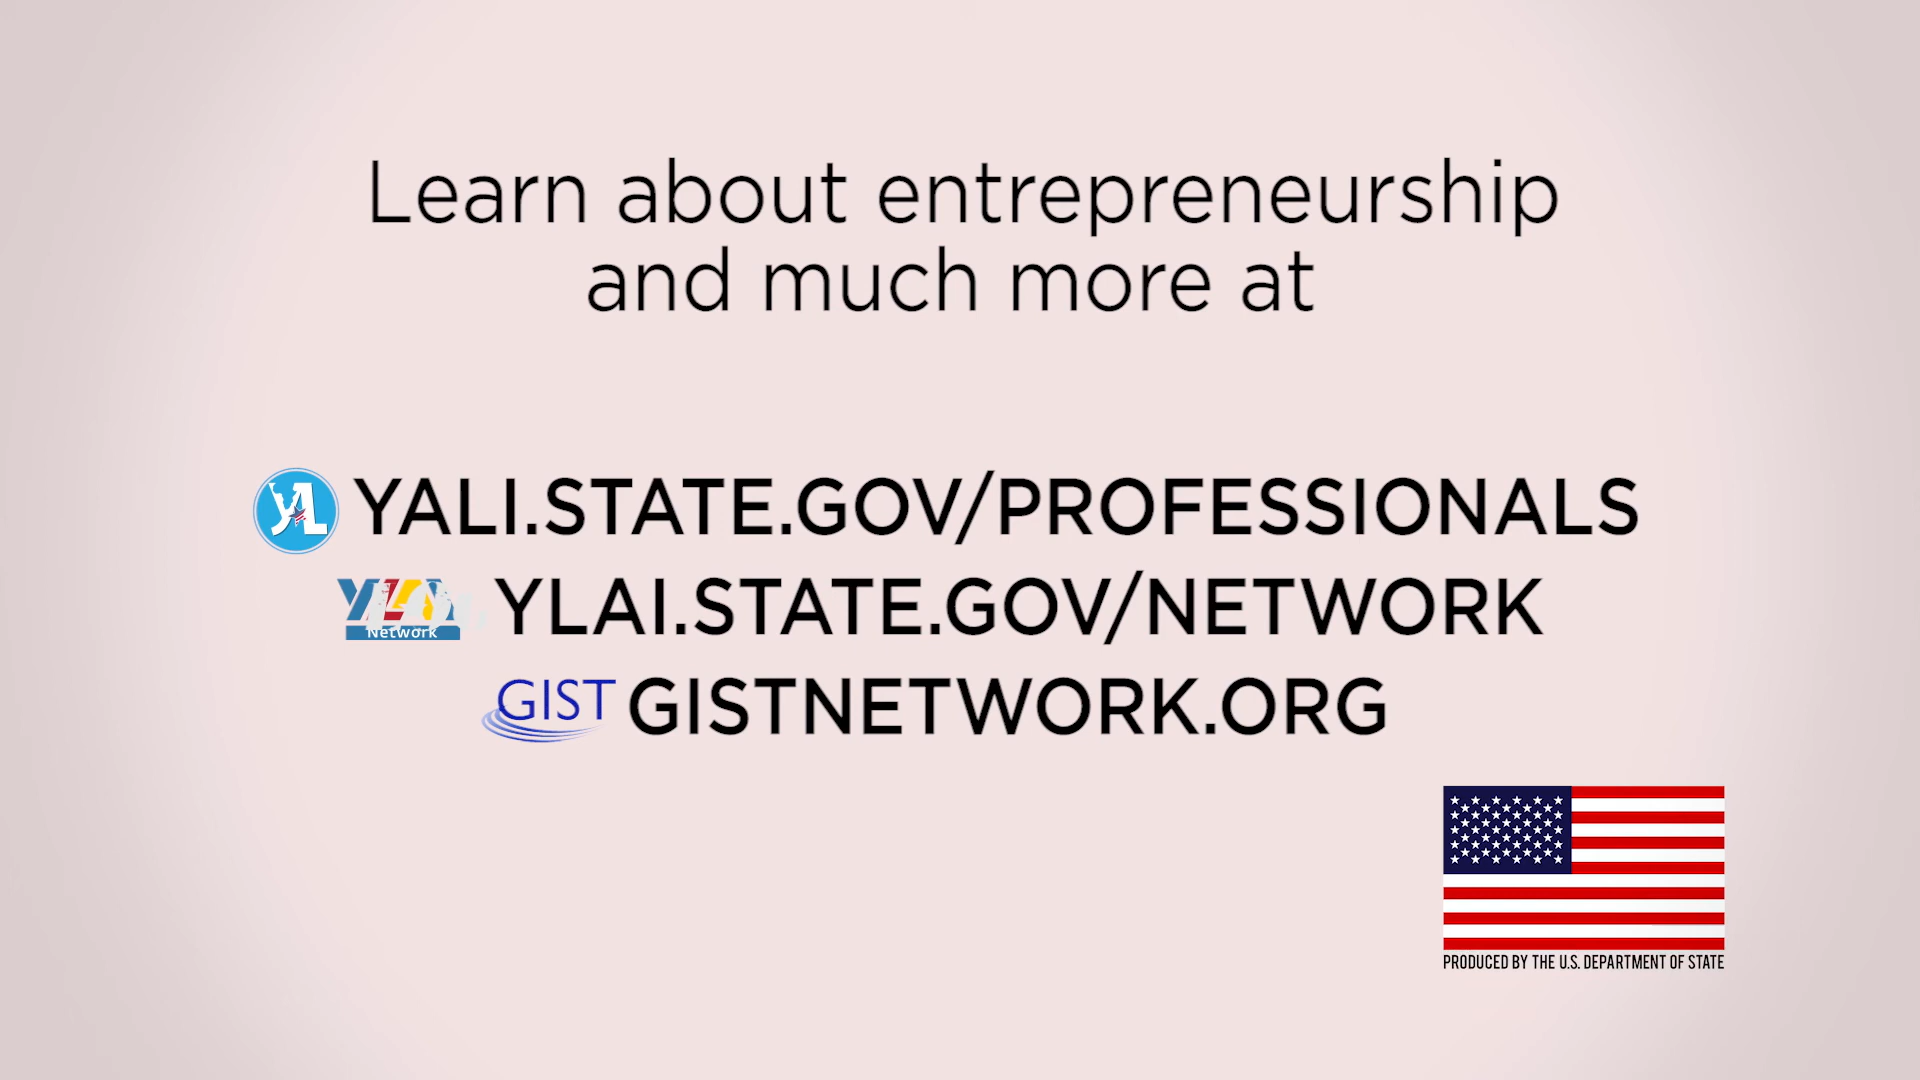 Learn about entrepreneurship
and much more at
YALI.STATE.GOV/PROFESSIONALS
YLAI
Network
YLAI.STATE.GOV/NETWORK
GIST
GISTNETWORK.ORG
PRODUCED BY THE U.S. DEPARTMENT OF STATE